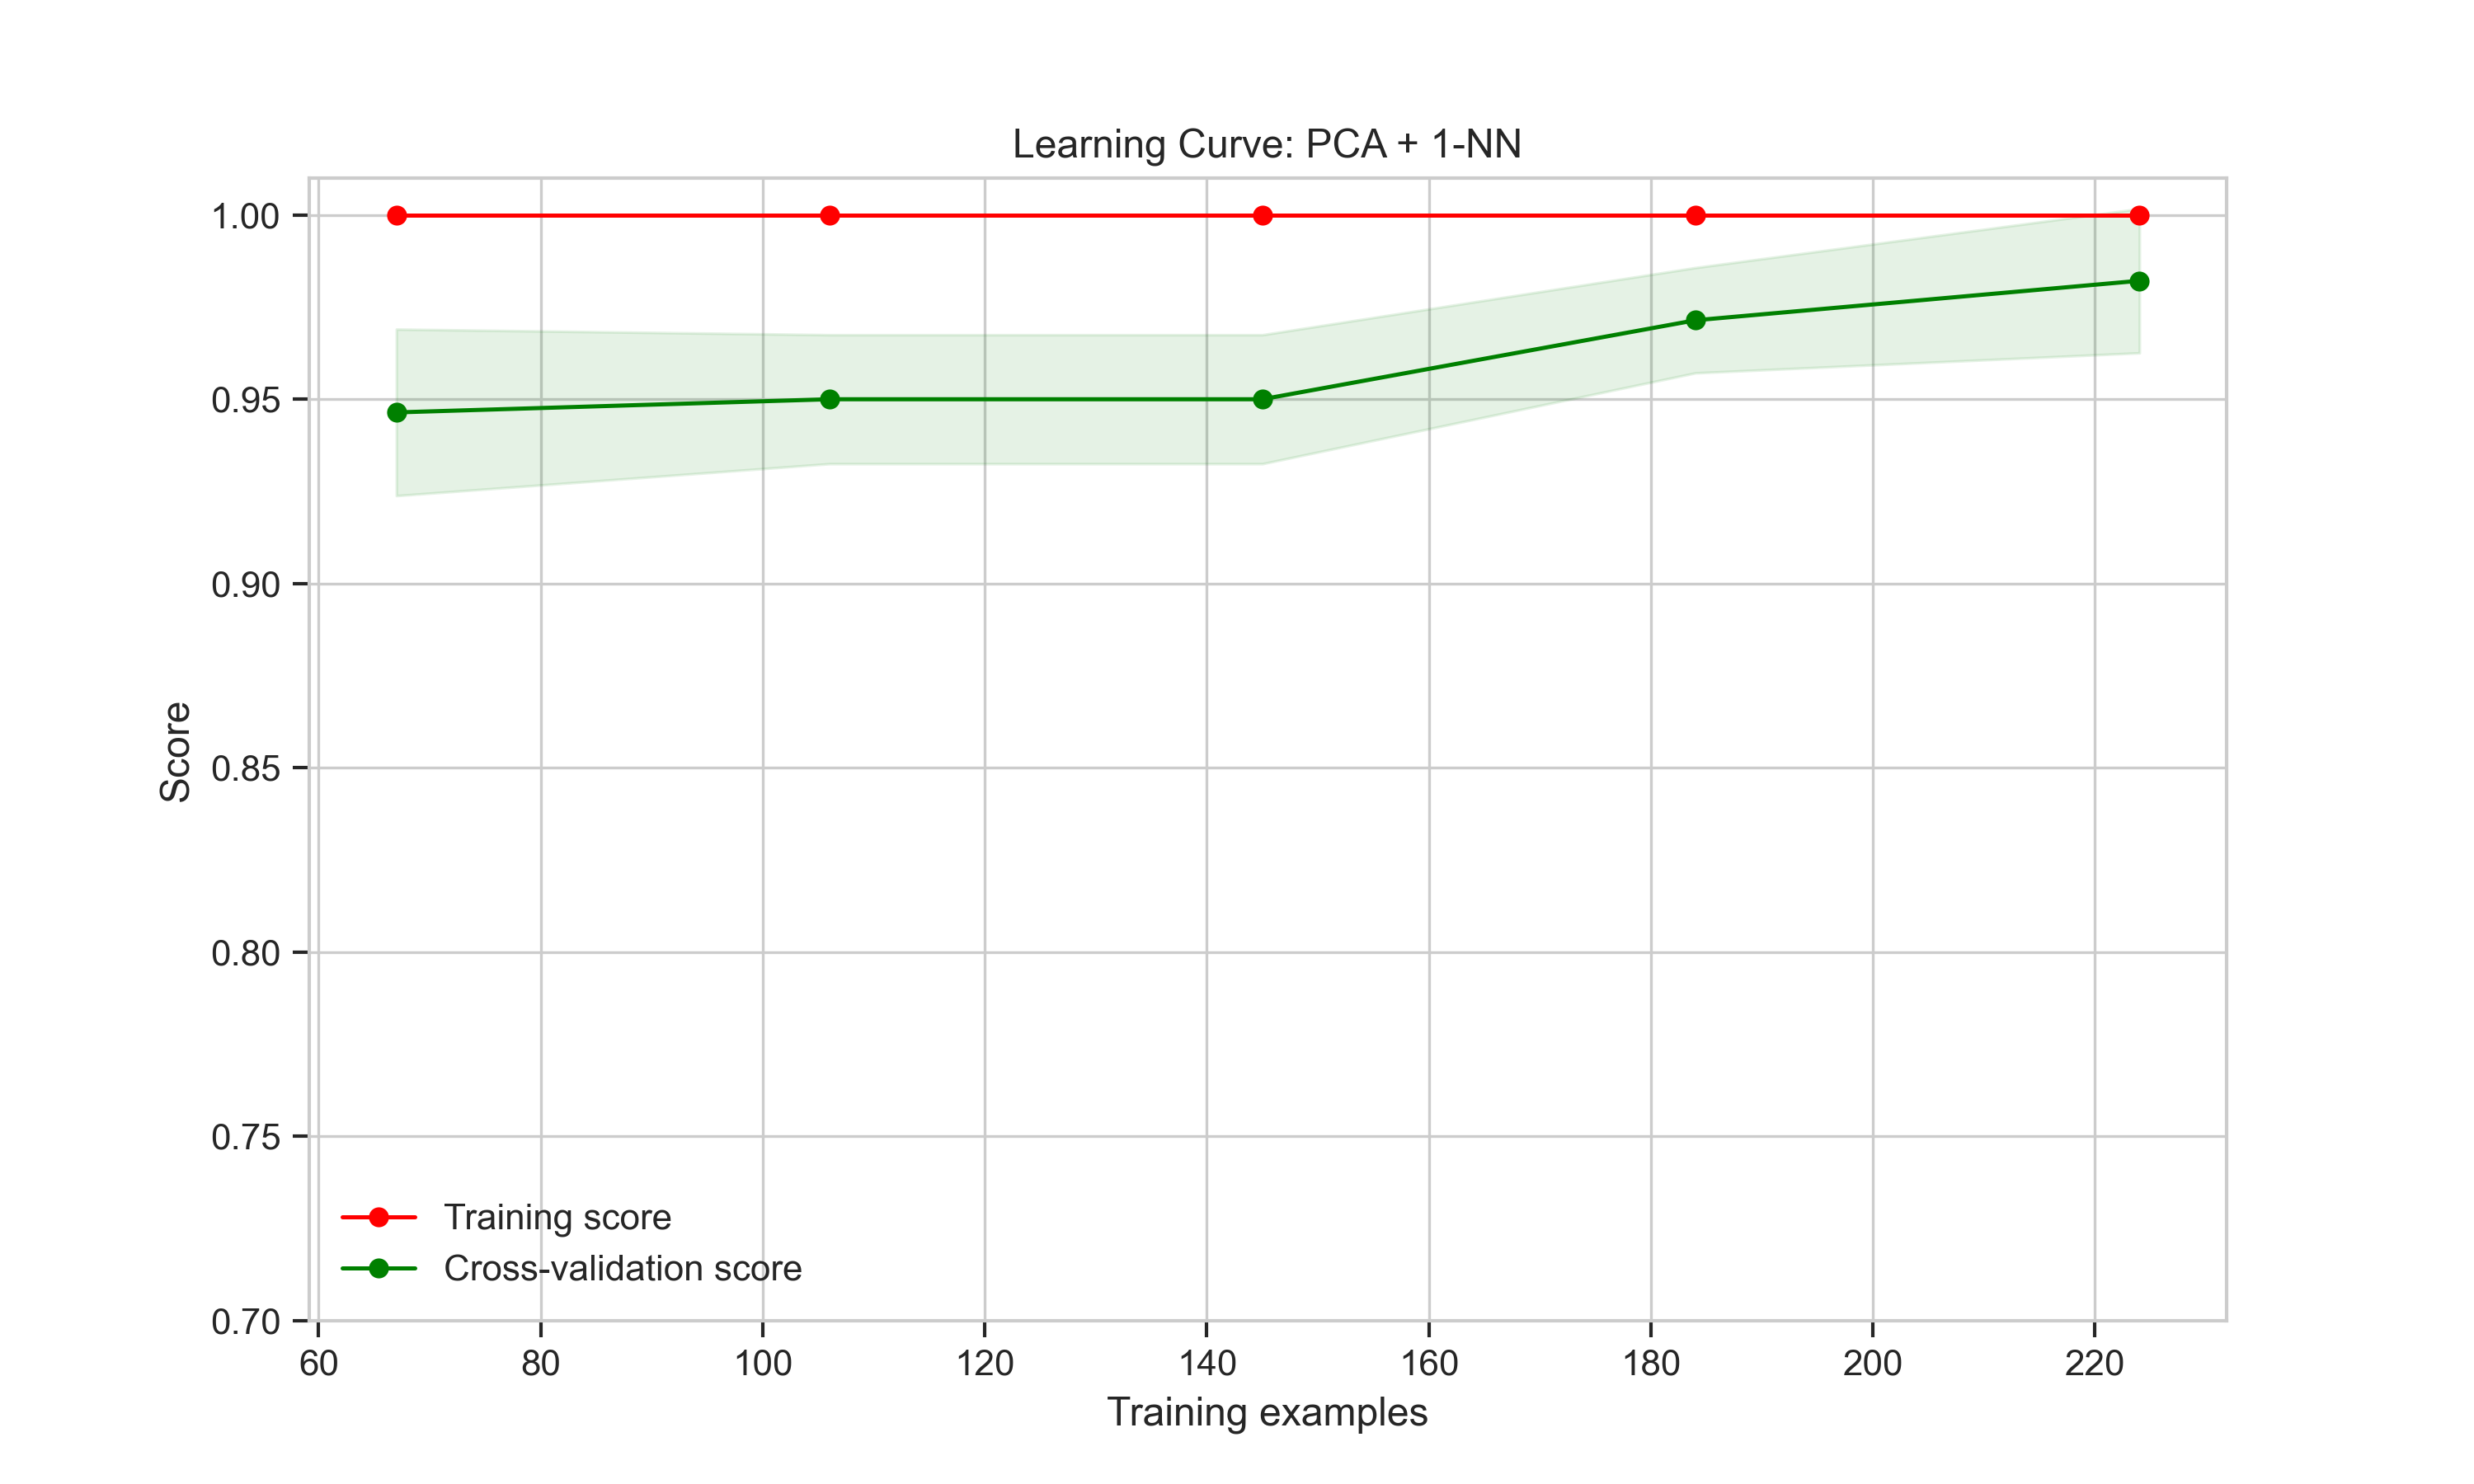 Learning Curve: PCA + 1-NN
1.00
0.95
0.90
0.85
0.80
0.75
0.70
Score
Training score
Cross-validation score
60 80 100 120 140 160 180 200 220
Training examples